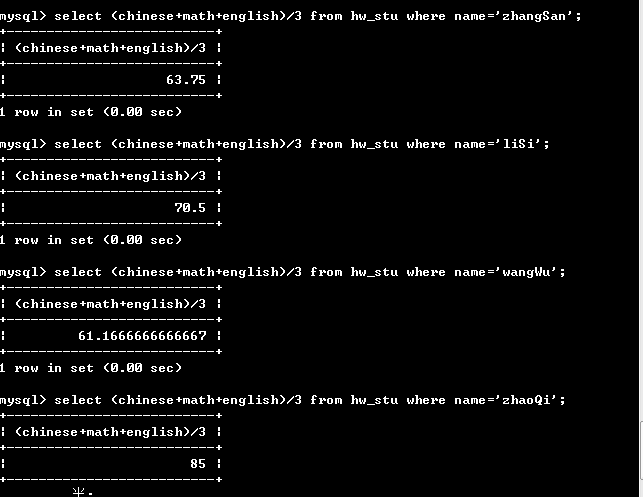 mysql> select (chinese+math+english)/3 from hw_stu where name='zhangSan';
+--------------------------+
| (chinese+math+english)/3 |
+--------------------------+
|                    63.75 |
+--------------------------+
1 row in set (0.00 sec)
mysql> select (chinese+math+english)/3 from hw_stu where name='liSi';
+--------------------------+
| (chinese+math+english)/3 |
+--------------------------+
|                     70.5 |
+--------------------------+
1 row in set (0.00 sec)
mysql> select (chinese+math+english)/3 from hw_stu where name='wangWu';
+--------------------------+
| (chinese+math+english)/3 |
+--------------------------+
|         61.1666666666667 |
+--------------------------+
1 row in set (0.00 sec)
mysql> select (chinese+math+english)/3 from hw_stu where name='zhaoQi';
+--------------------------+
| (chinese+math+english)/3 |
+--------------------------+
|                       85 |
+--------------------------+